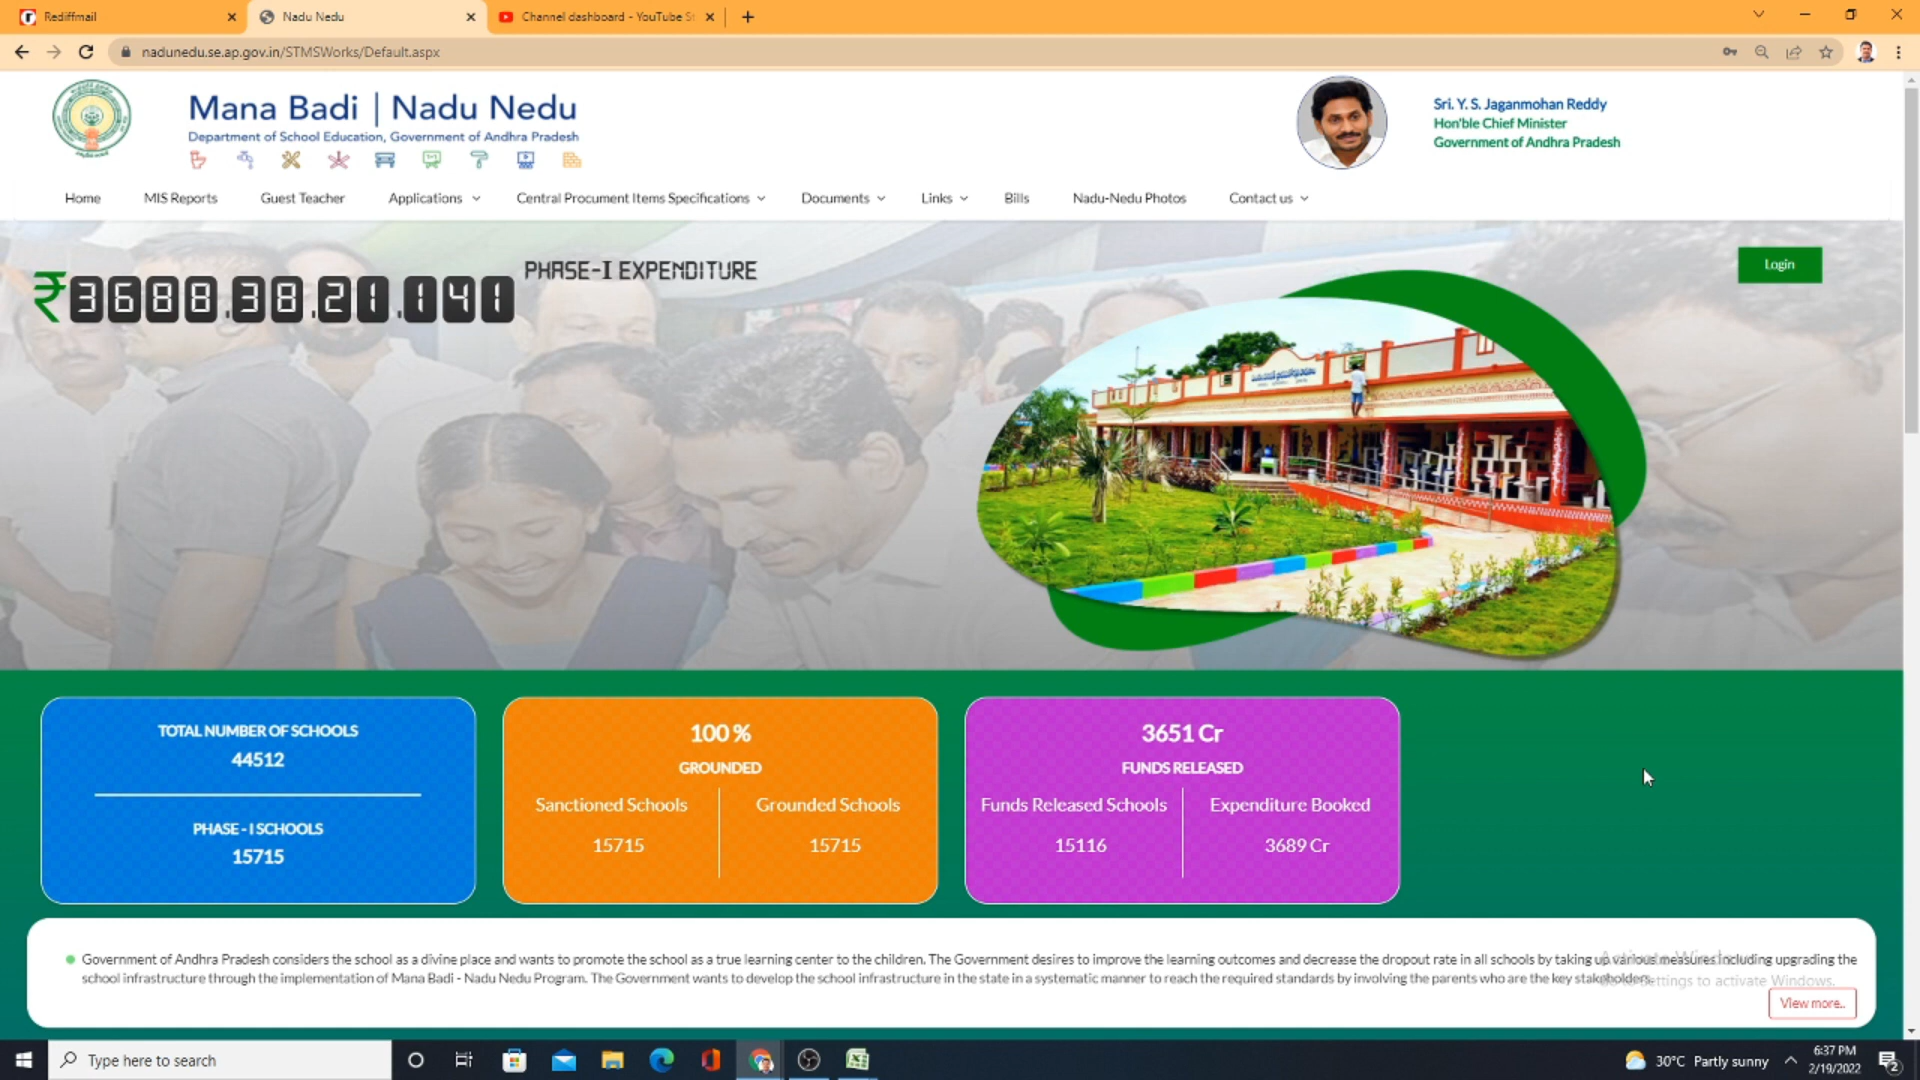 Rediffmail
Nadu Nedu
Channel dashboard - YouTube St
nadunedu.se.ap.gov.in/STMSWorks/Default.aspx
Mana Badi | Nadu Nedu
Department of School Education, Government of Andhra Pradesh
Sri. Y. S. Jaganmohan Reddy
Hon'ble Chief Minister
Government of Andhra Pradesh
Home MIS Reports Guest Teacher Applications Central Procument Items Specifications Documents Links Bills Nadu-Nedu Photos Contact us
₹3688.38.21.141
PHASE-I EXPENDITURE
Login
TOTAL NUMBER OF SCHOOLS
44512
PHASE - I SCHOOLS
15715
100 %
GROUNDED
Sanctioned Schools Grounded Schools
15715 15715
3651 Cr
FUNDS RELEASED
Funds Released Schools Expenditure Booked
15116 3689 Cr
Government of Andhra Pradesh considers the school as a divine place and wants to promote the school as a true learning center to the children. The Government desires to improve the learning outcomes and decrease the dropout rate in all schools by taking up various measures including upgrading the
school infrastructure through the implementation of Mana Badi - Nadu Nedu Program. The Government wants to develop the school infrastructure in the state in a systematic manner to reach the required standards by involving the parents who are the key stakeholders.
Activate Windows
Go to Settings to activate Windows.
View more..
Type here to search
30°C Partly sunny
6:37 PM
2/19/2022
2